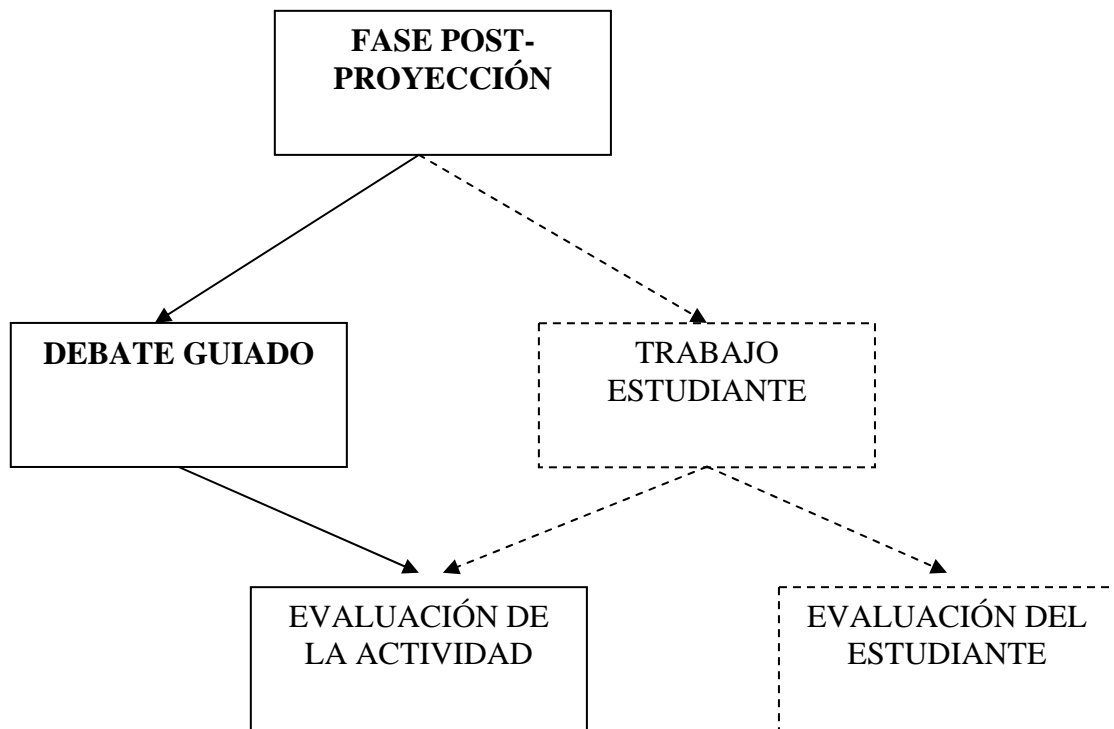 FASE POST-
PROYECCIÓN
DEBATE GUIADO
TRABAJO
ESTUDIANTE
EVALUACIÓN DE
LA ACTIVIDAD
EVALUACIÓN DEL
ESTUDIANTE